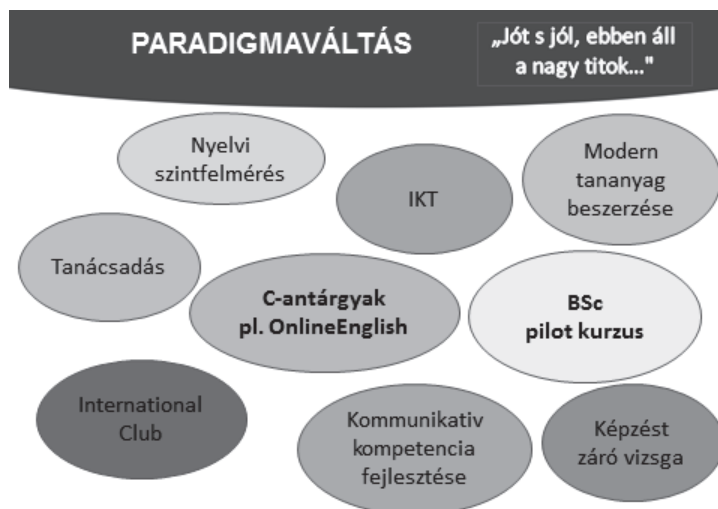 PARADIGMAVÁLTÁS
„Jót s jól, ebben áll
a nagy titok..."
Nyelvi
szintfelmérés
IKT
Modern
tananyag
beszerzése
Tanácsadás
C-antárgyak
pl. OnlineEnglish
BSc
pilot kurzus
International
Club
Kommunikativ
kompetencia
fejlesztése
Képzést
záró vizsga